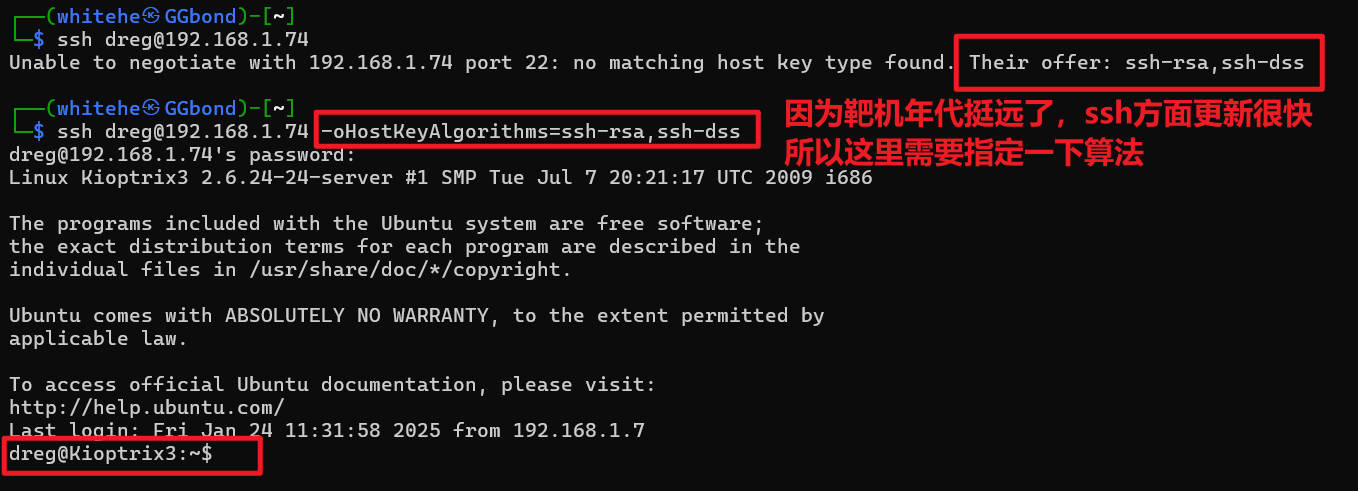 ┌──(whitehe㉿GGbond)-[~]
└─$ ssh dreg@192.168.1.74
Unable to negotiate with 192.168.1.74 port 22: no matching host key type found. Their offer: ssh-rsa,ssh-dss
┌──(whitehe㉿GGbond)-[~]
└─$ ssh dreg@192.168.1.74 -oHostKeyAlgorithms=ssh-rsa,ssh-dss
因为靶机年代挺远了，ssh方面更新很快
所以这里需要指定一下算法
dreg@192.168.1.74's password:
Linux Kioptrix3 2.6.24-24-server #1 SMP Tue Jul 7 20:21:17 UTC 2009 i686
The programs included with the Ubuntu system are free software;
the exact distribution terms for each program are described in the
individual files in /usr/share/doc/*/copyright.
Ubuntu comes with ABSOLUTELY NO WARRANTY, to the extent permitted by
applicable law.
To access official Ubuntu documentation, please visit:
http://help.ubuntu.com/
Last login: Fri Jan 24 11:31:58 2025 from 192.168.1.7
dreg@Kioptrix3:~$